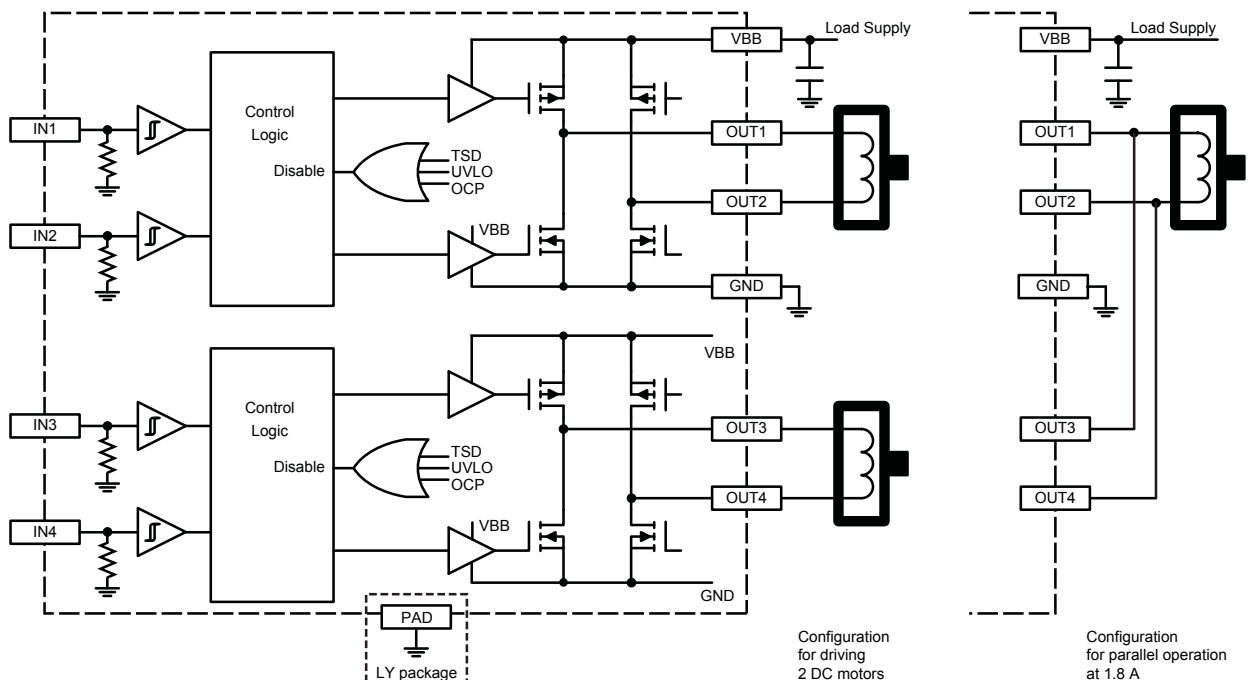 VBB
Load Supply
IN1
Control
Logic
Disable
TSD
UVLO
OCP
OUT1
IN2
VBB
OUT2
GND
VBB
IN3
Control
Logic
Disable
TSD
UVLO
OCP
OUT3
IN4
VBB
OUT4
GND
PAD
LY package
Configuration
for driving
2 DC motors
VBB
Load Supply
OUT1
OUT2
GND
OUT3
OUT4
Configuration
for parallel operation
at 1.8 A